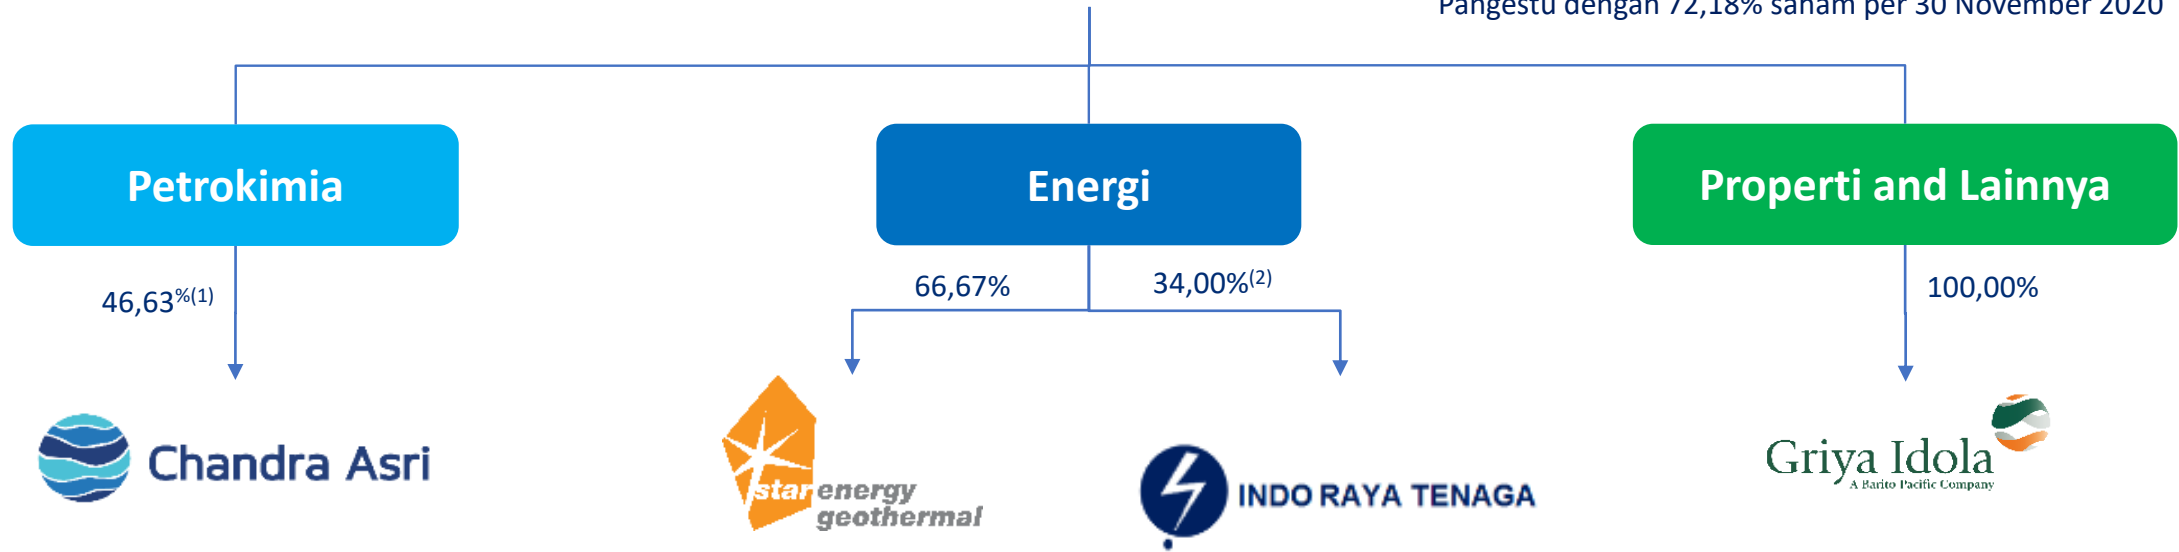 Pangestu dengan 72,18% saham per 30 November 2020
Petrokimia
Energi
Properti and Lainnya
46,63%(1)
66,67%
34,00%(2)
100,00%
Chandra Asri
star energy
geothermal
INDO RAYA TENAGA
Griya Idola
A Barito Pacific Company